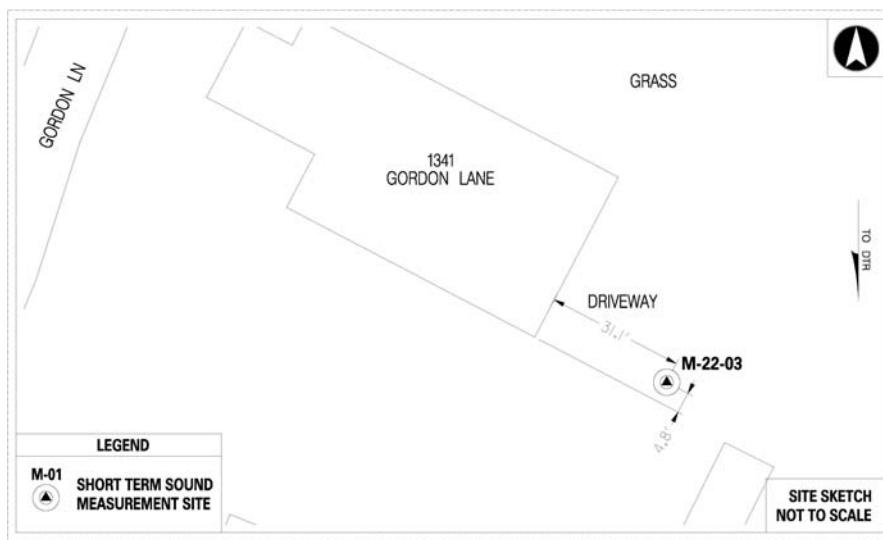 GORDON LN
GRASS
1341
GORDON LANE
TO DTR
DRIVEWAY
31.1'
M-22-03
4.8'
LEGEND
M-01
SHORT TERM SOUND
MEASUREMENT SITE
SITE SKETCH
NOT TO SCALE